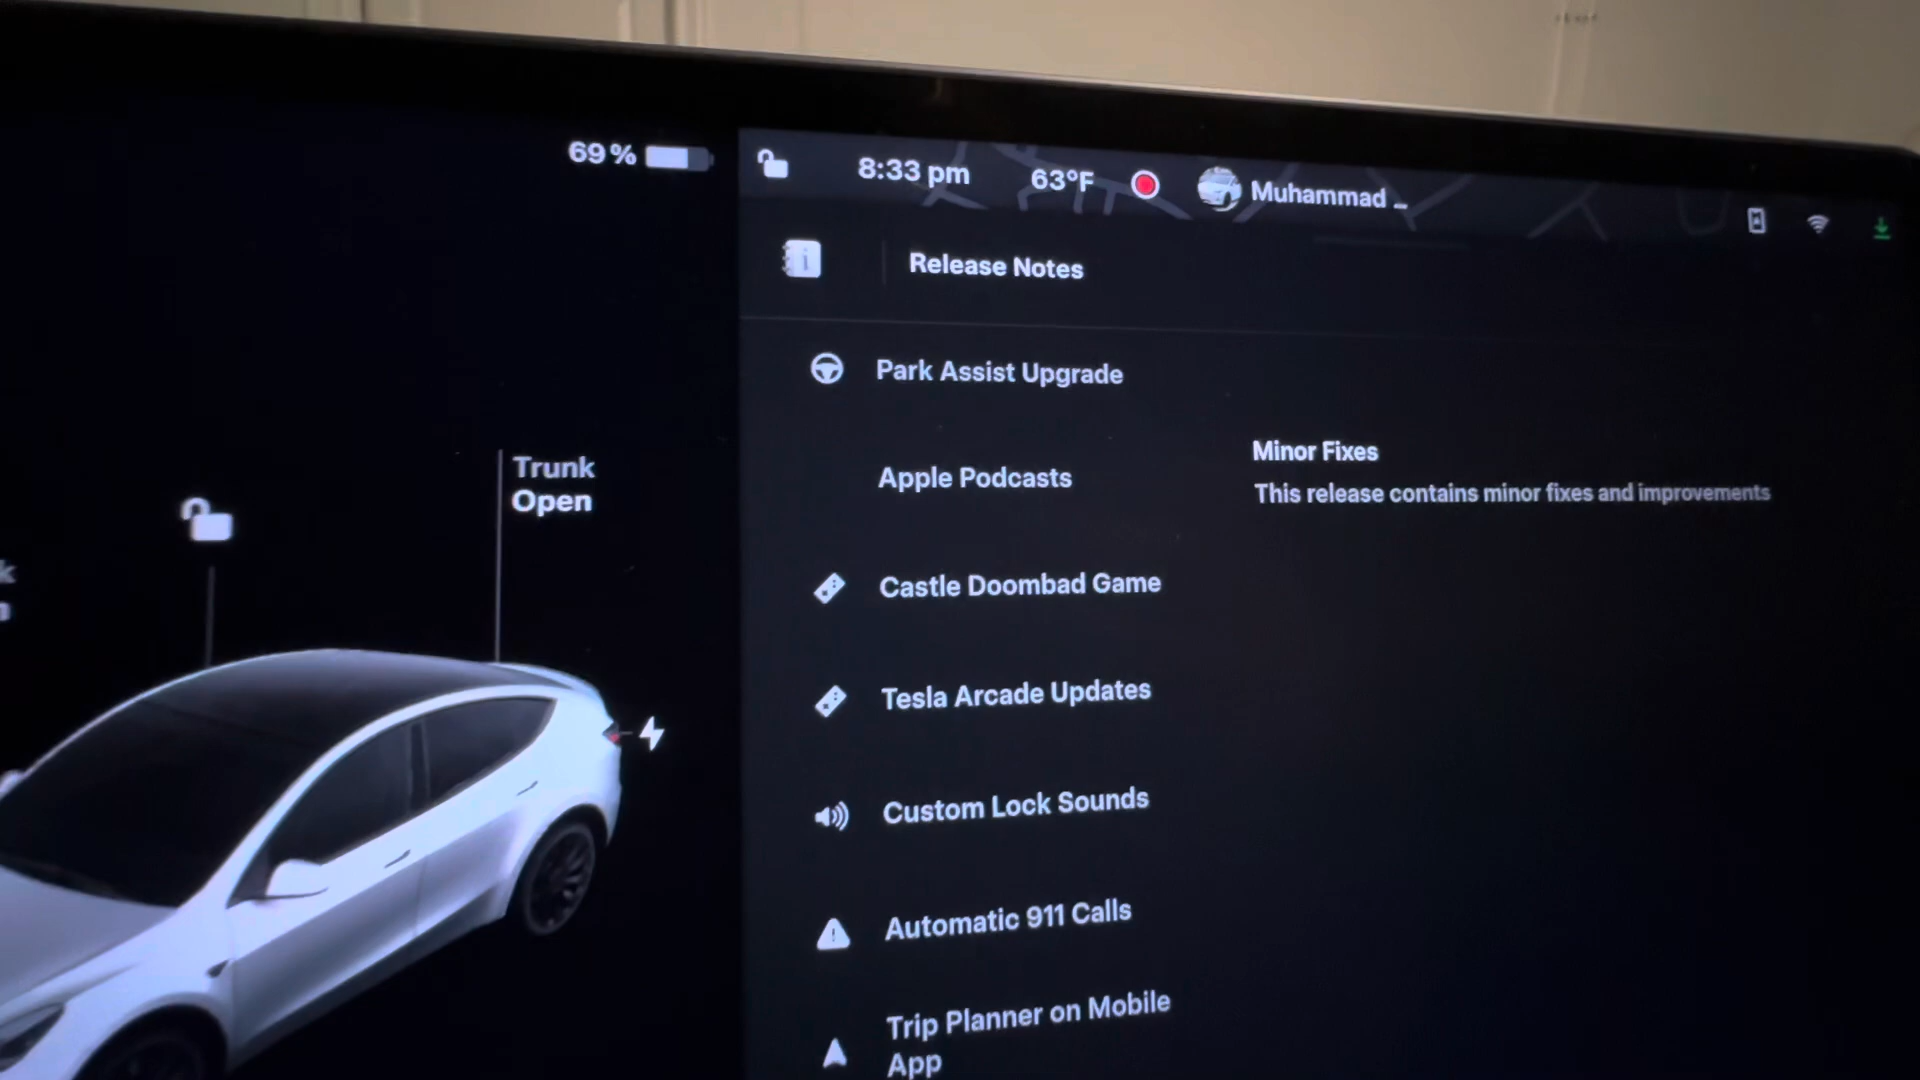 69%
8:33 pm
63°F
Muhammad
Release Notes
Park Assist Upgrade
Minor Fixes
Trunk
Open
Apple Podcasts
This release contains minor fixes and improvements
Castle Doombad Game
Tesla Arcade Updates
Custom Lock Sounds
Automatic 911 Calls
Trip Planner on Mobile
App